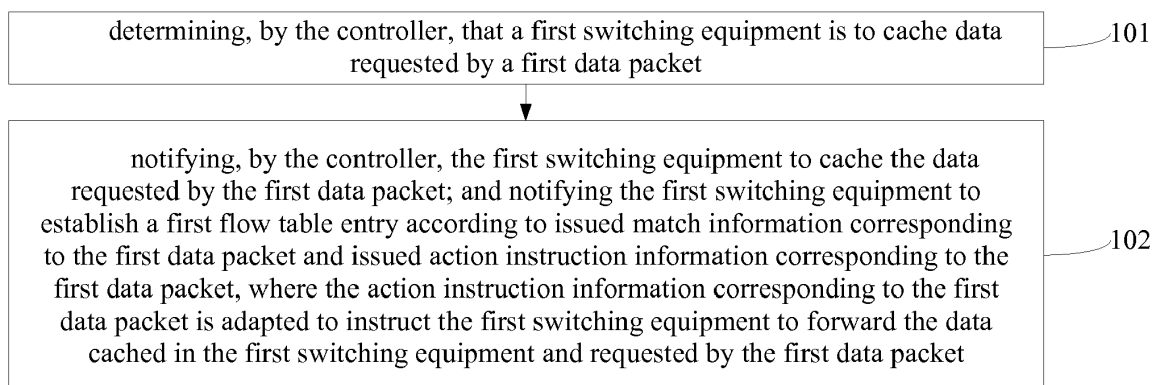 determining, by the controller, that a first switching equipment is to cache data
requested by a first data packet
101
notifying, by the controller, the first switching equipment to cache the data
requested by the first data packet; and notifying the first switching equipment to
establish a first flow table entry according to issued match information corresponding
to the first data packet and issued action instruction information corresponding to the
first data packet, where the action instruction information corresponding to the first
data packet is adapted to instruct the first switching equipment to forward the data
cached in the first switching equipment and requested by the first data packet
102